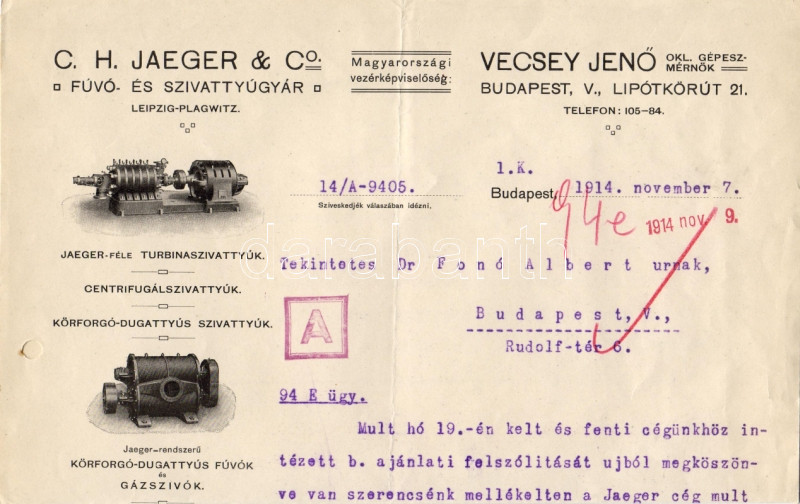 C. H. JAEGER & Co.
FÚVÓ- ÉS SZIVATTYÚGYÁR
LEIPZIG-PLAGWITZ.
Magyarországi
vezérképviselőség:
VECSEY JENŐ OKL. GÉPESZ-
MÉRNÖK
BUDAPEST, V., LIPÓTKÖRÚT 21.
TELEFON: 105-84.
14/A-9405.
Sziveskedjék válaszában idézni.
1.K.
Budapest, 1914. november 7.
94e
1914 nov. 9.
JAEGER-FÉLE TURBINASZIVATTYÚK.
CENTRIFUGÁLSZIVATTYÚK.
KÖRFORGÓ-DUGATTYÚS SZIVATTYÚK.
Jaeger-rendszerű
KÖRFORGÓ-DUGATTYÚS FÚVÓK
és
GÁZSZIVÓK.
Tekintetes Dr Fonó Albert urnak,
Budapest, V.,
Rudolf-tér 6.
A
94 E ügy.
Mult hó 19.-én kelt és fenti cégünkhöz in-
tézett b. ajánlati felszólitását ujból megköszön-
ve van szerencsénk mellékelten a Jaeger cég mult
darabanth